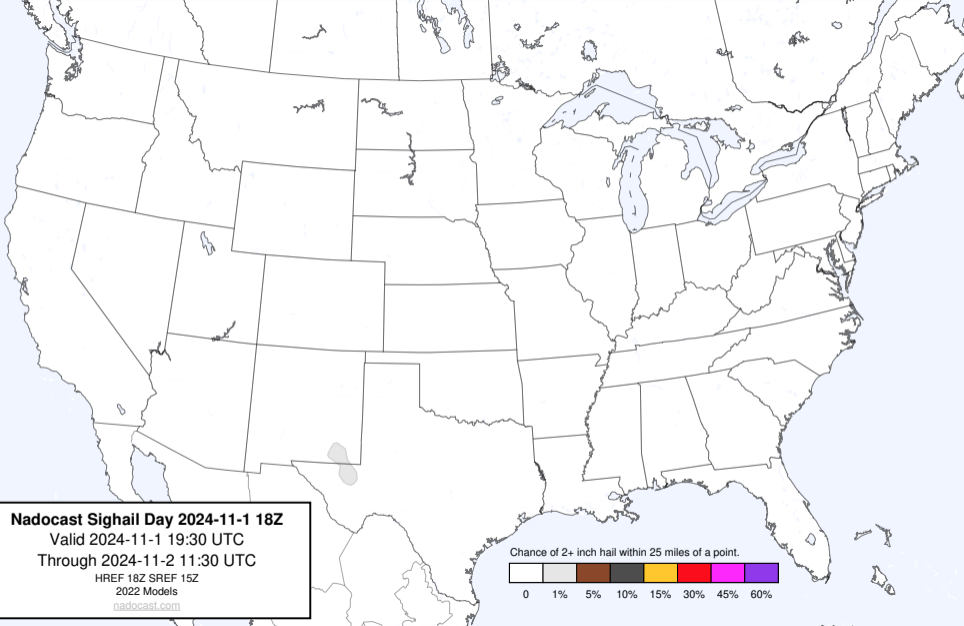 Nadocast Sighail Day 2024-11-1 18Z
Valid 2024-11-1 19:30 UTC
Through 2024-11-2 11:30 UTC
HREF 18Z SREF 15Z
2022 Models
nadocast.com
Chance of 2+ inch hail within 25 miles of a point.
0 1% 5% 10% 15% 30% 45% 60%